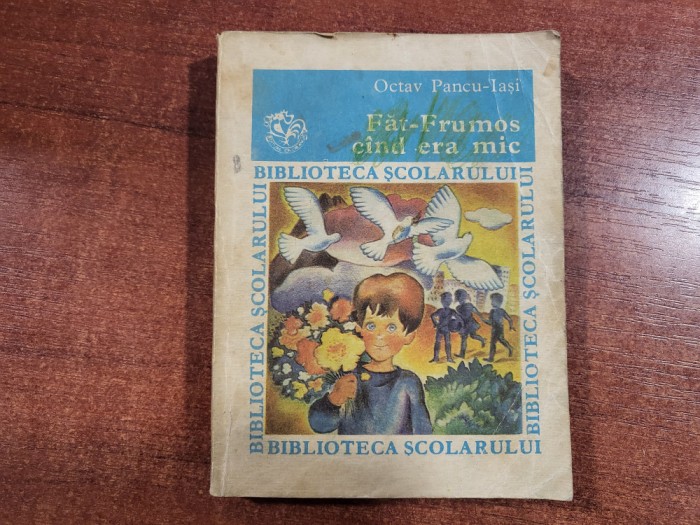 Octav Pancu-Iași
Făt-Frumos
cînd era mic
BIBLIOTECA ȘCOLARULUI
BIBLIOTECA ȘCOLARULUI
BIBLIOTECA ȘCOLARULUI
BIBLIOTECA ȘCOLARULUI